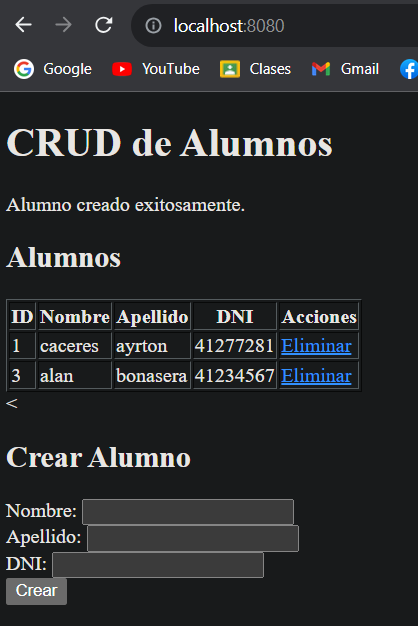 localhost:8080
Google YouTube Clases Gmail
CRUD de Alumnos
Alumno creado exitosamente.
Alumnos
ID Nombre Apellido DNI Acciones
1 caceres ayrton 41277281 Eliminar
3 alan bonasera 41234567 Eliminar
<
Crear Alumno
Nombre:
Apellido:
DNI:
Crear